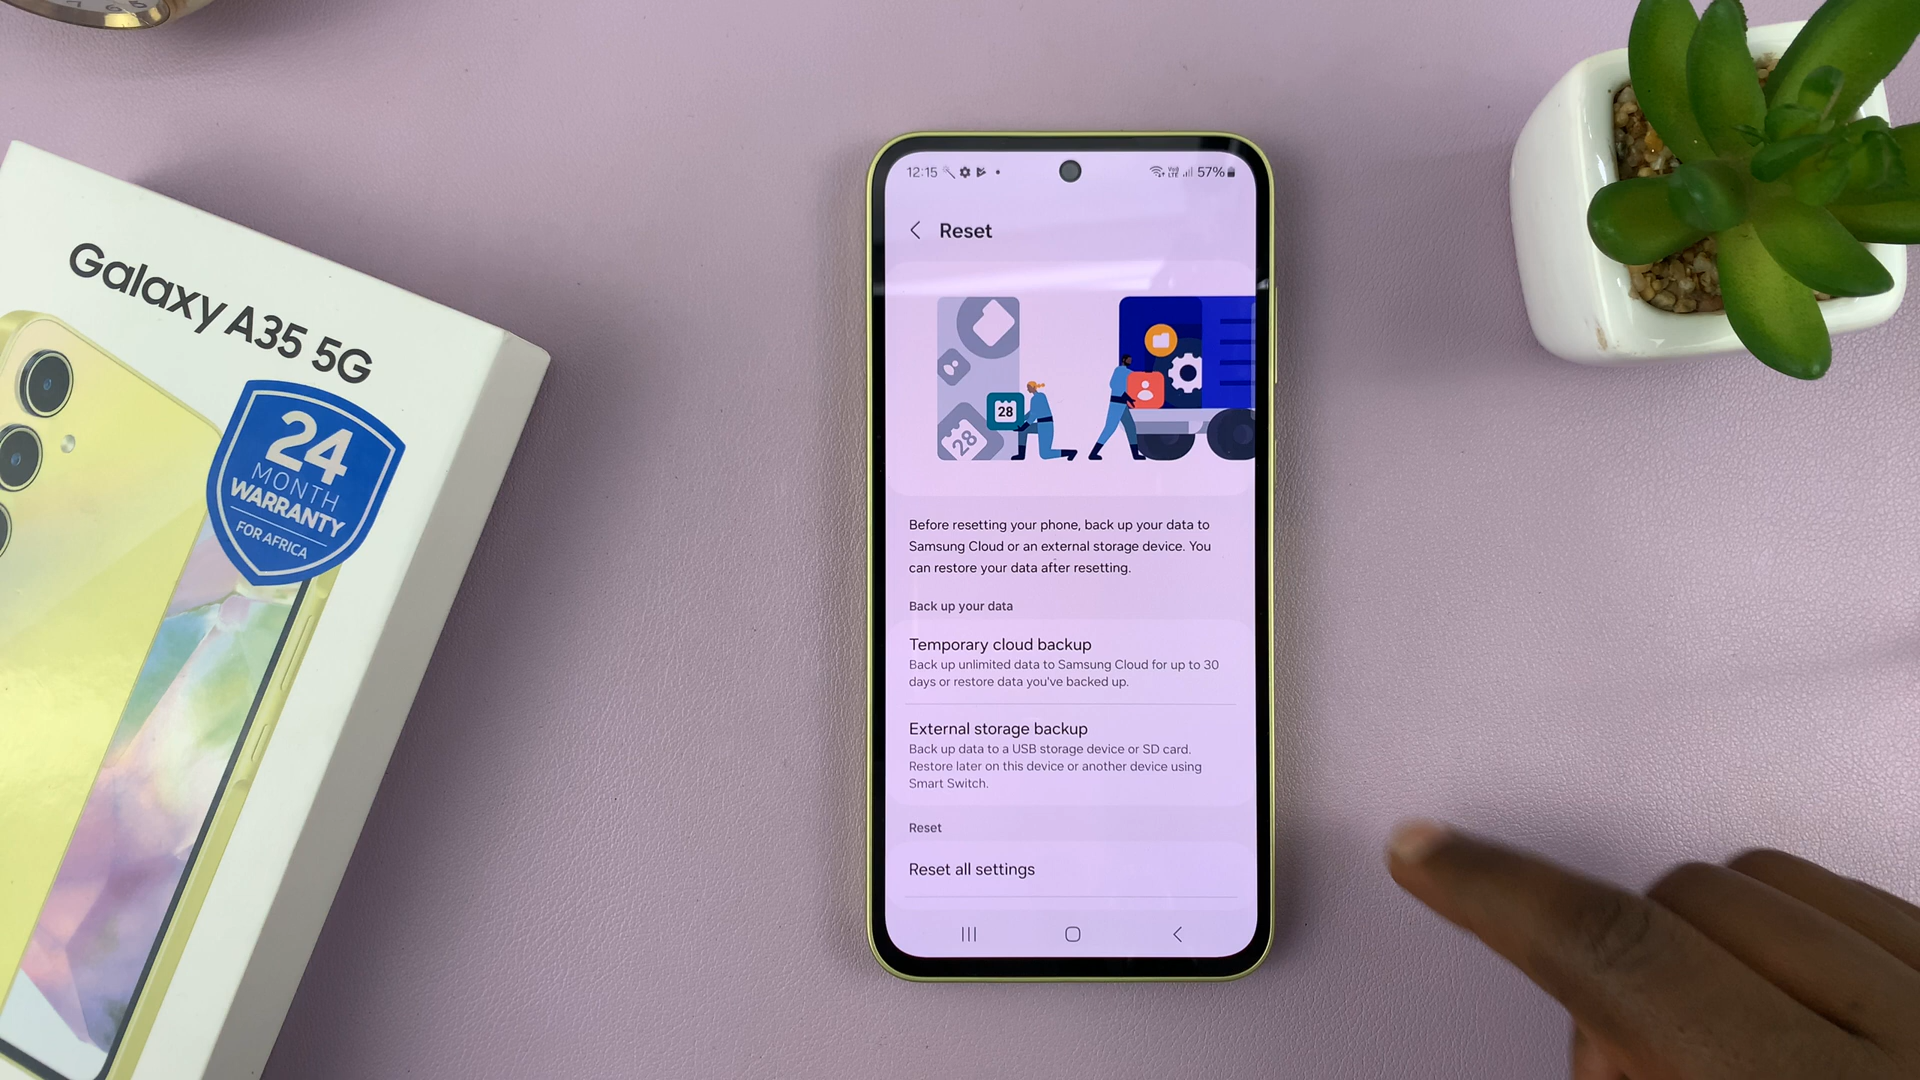 Galaxy A35 5G
24
MONTH
WARRANTY
FOR AFRICA
12:15
57%
Reset
28
28
Before resetting your phone, back up your data to
Samsung Cloud or an external storage device. You
can restore your data after resetting.
Back up your data
Temporary cloud backup
Back up unlimited data to Samsung Cloud for up to 30
days or restore data you've backed up.
External storage backup
Back up data to a USB storage device or SD card.
Restore later on this device or another device using
Smart Switch.
Reset
Reset all settings